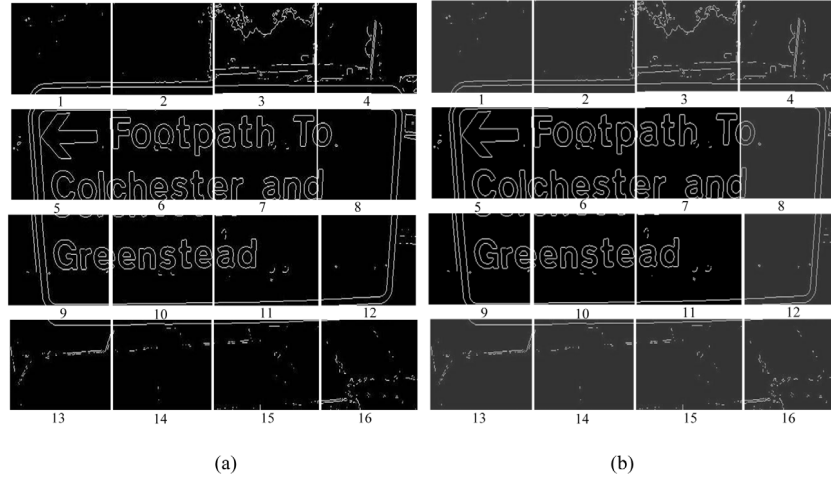 1 2 3 4
Footpath To
Colchester and
5 6 7 8
Greenstead
9 10 11 12
13 14 15 16
(a)
1 2 3 4
Footpath To
Colchester and
5 6 7 8
Greenstead
9 10 11 12
13 14 15 16
(b)